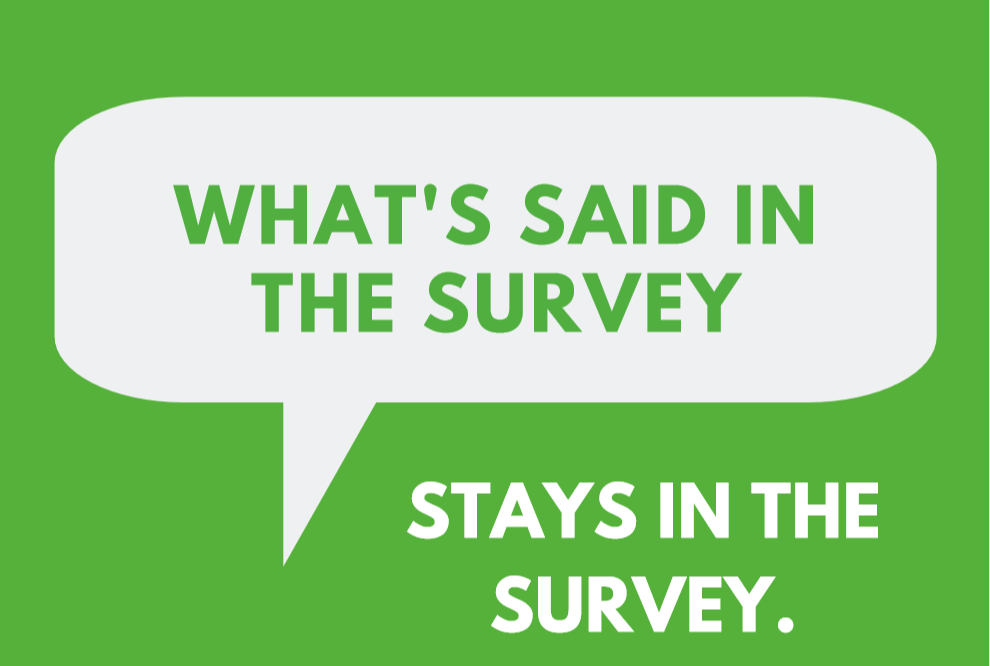 WHAT'S SAID IN
THE SURVEY
STAYS IN THE
SURVEY.